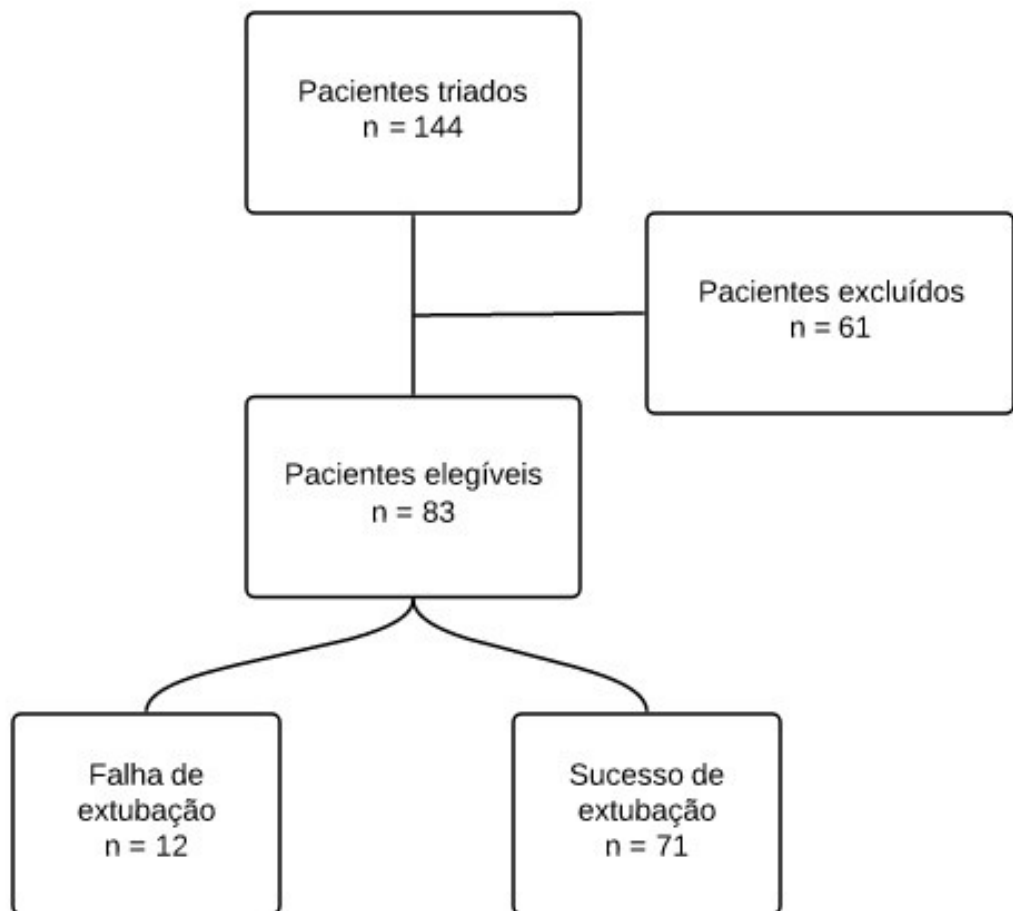 Pacientes triados
n = 144
Pacientes excluídos
n = 61
Pacientes elegíveis
n = 83
Falha de
extubação
n = 12
Sucesso de
extubação
n = 71